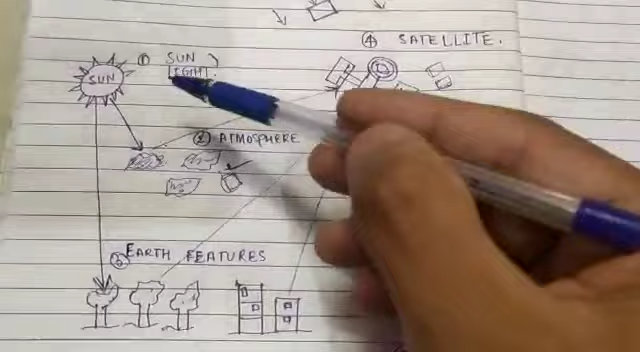 ④ SATELLITE.
① SUN
LIGHT
SUN
② ATMOSPHERE
③ EARTH FEATURES